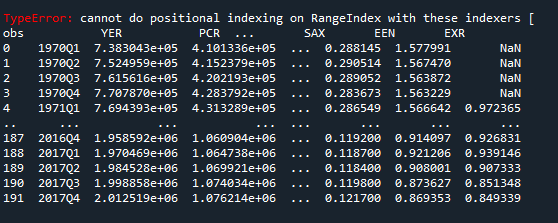 TypeError: cannot do positional indexing on RangeIndex with these indexers [
obs YER PCR ... SAX EEN EXR
0 1970Q1 7.383043e+05 4.101336e+05 ... 0.288145 1.577991 NaN
1 1970Q2 7.524959e+05 4.152379e+05 ... 0.290514 1.567470 NaN
2 1970Q3 7.615616e+05 4.202193e+05 ... 0.289052 1.563872 NaN
3 1970Q4 7.707870e+05 4.283792e+05 ... 0.283673 1.563229 NaN
4 1971Q1 7.694393e+05 4.313289e+05 ... 0.286549 1.566642 0.972365
.. ... ... ... ... ... ... ...
187 2016Q4 1.958592e+06 1.060904e+06 ... 0.119200 0.914097 0.926831
188 2017Q1 1.970469e+06 1.064738e+06 ... 0.118700 0.921206 0.939146
189 2017Q2 1.984528e+06 1.069921e+06 ... 0.118400 0.908001 0.907333
190 2017Q3 1.998858e+06 1.074034e+06 ... 0.119800 0.873627 0.851348
191 2017Q4 2.012519e+06 1.076214e+06 ... 0.121700 0.869353 0.849339